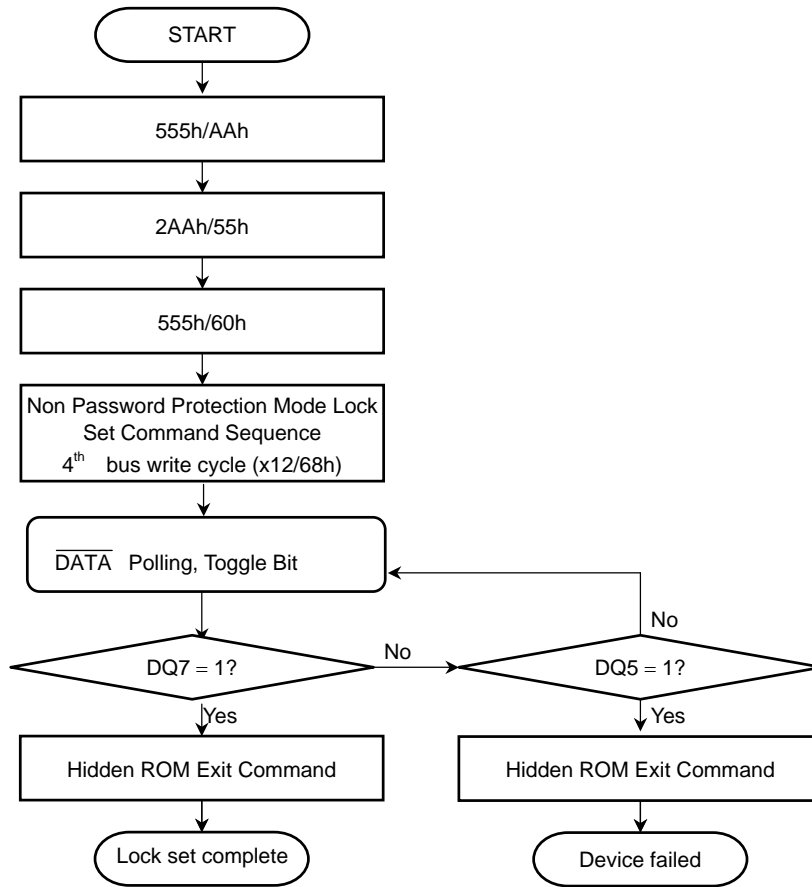 START
555h/AAh
2AAh/55h
555h/60h
Non Password Protection Mode Lock
Set Command Sequence
4th bus write cycle (x12/68h)
DATA Polling, Toggle Bit
No
DQ7 = 1?
No
DQ5 = 1?
Yes
Yes
Hidden ROM Exit Command
Hidden ROM Exit Command
Lock set complete
Device failed